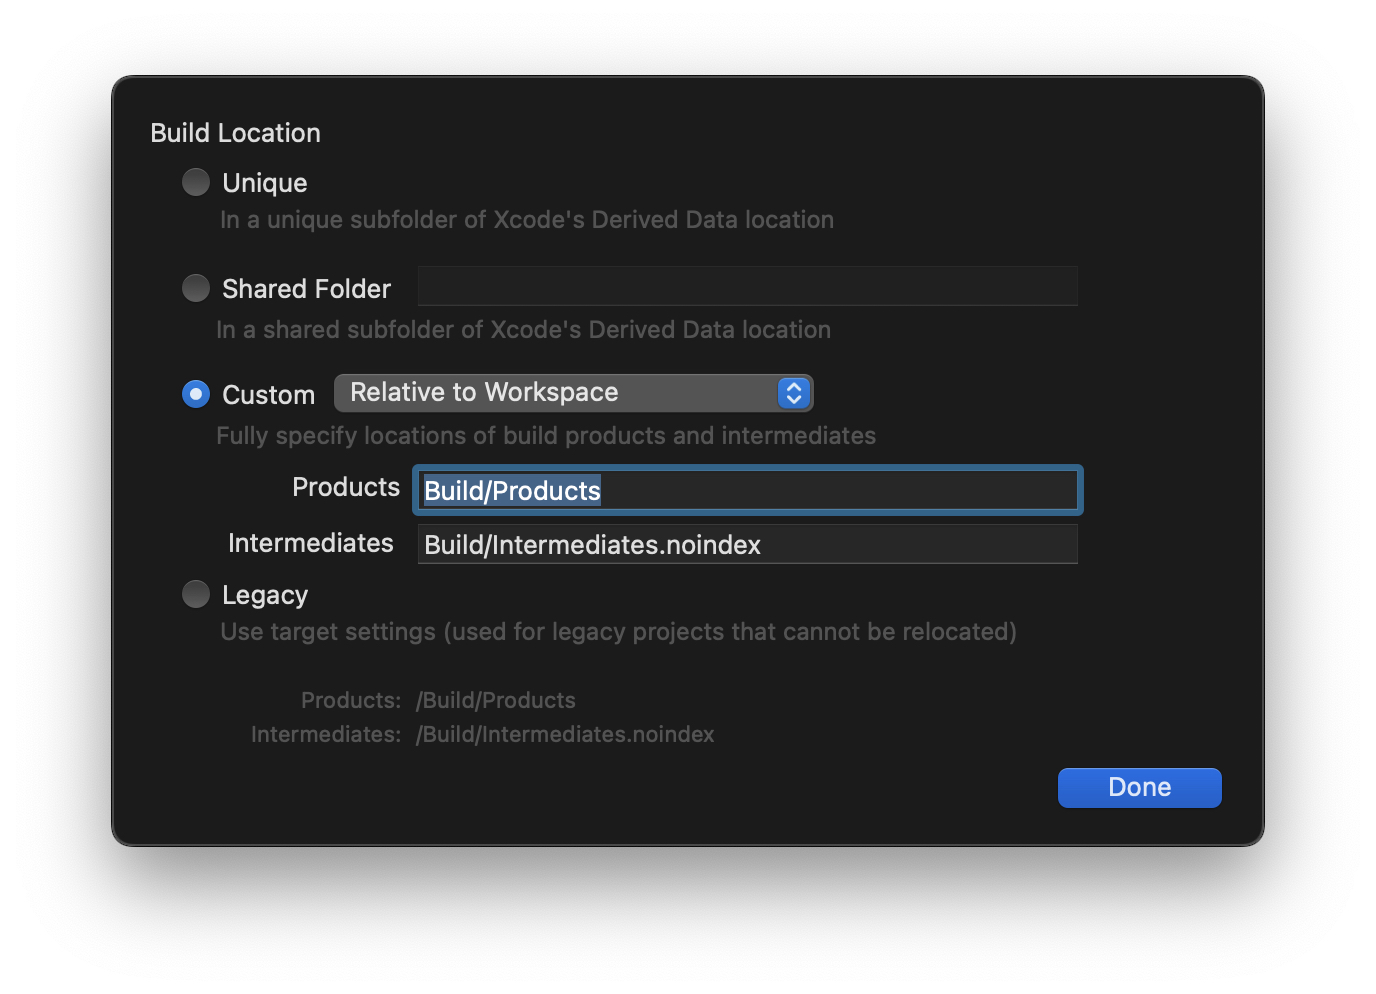 Build Location
Unique
In a unique subfolder of Xcode's Derived Data location
Shared Folder
In a shared subfolder of Xcode's Derived Data location
Custom Relative to Workspace
Fully specify locations of build products and intermediates
Products Build/Products
Intermediates Build/Intermediates.noindex
Legacy
Use target settings (used for legacy projects that cannot be relocated)
Products: /Build/Products
Intermediates: /Build/Intermediates.noindex
Done